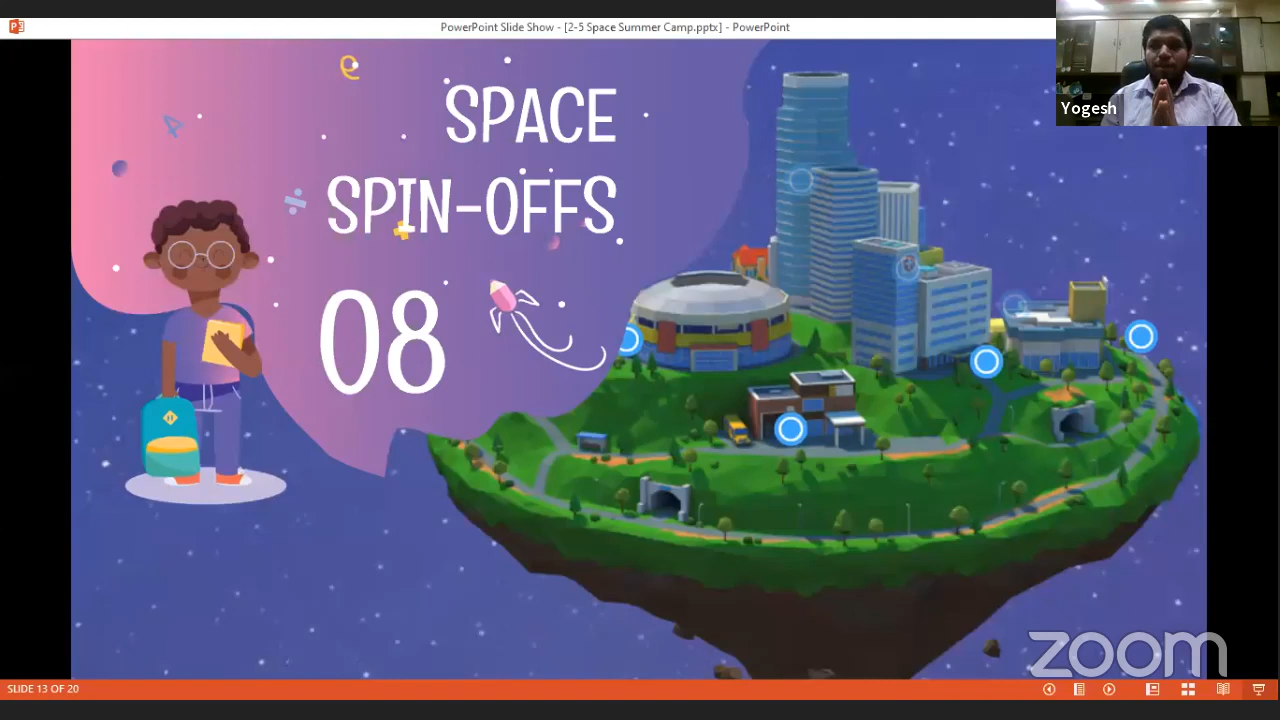 PowerPoint Slide Show - [2-5 Space Summer Camp.pptx] - PowerPoint
Yogesh
SPACE
SPIN-OFFS
08
zoom
SLIDE 13 OF 20